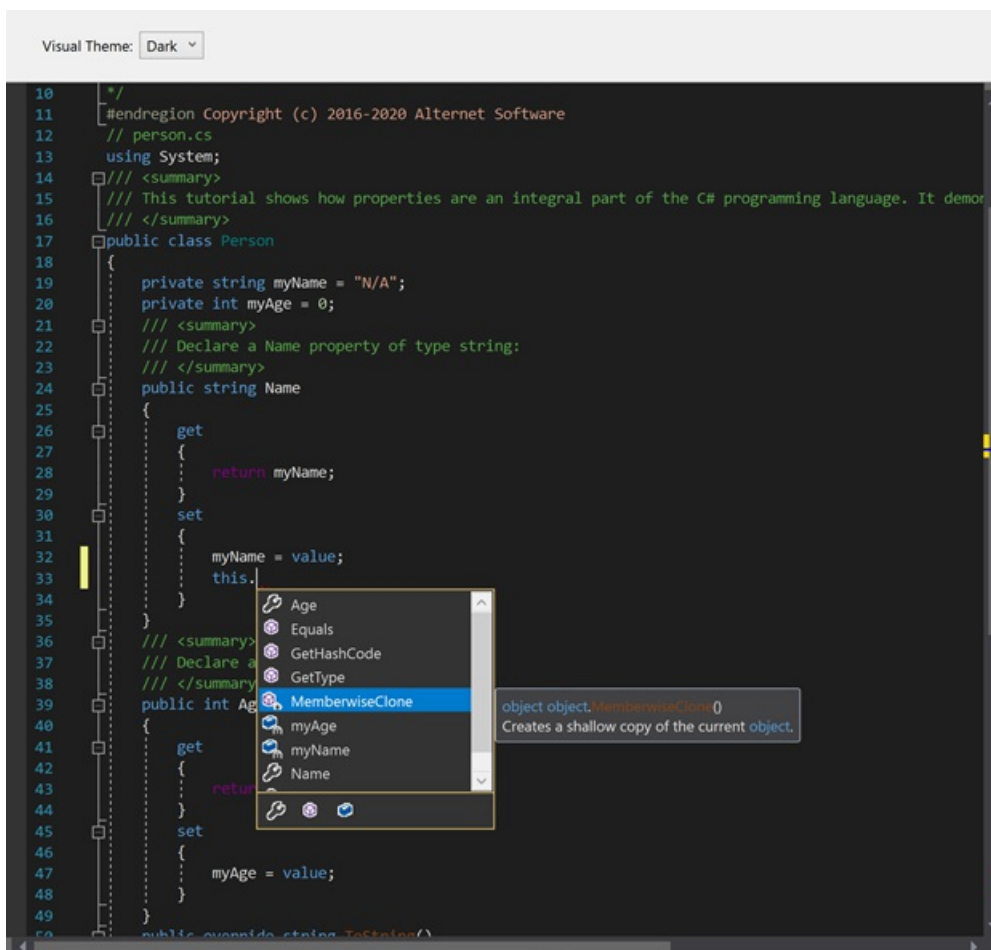 Visual Theme: Dark
10 */
11 #endregion Copyright (c) 2016-2020 Alternet Software
12 // person.cs
13 using System;
14 /// <summary>
15 /// This tutorial shows how properties are an integral part of the C# programming language. It
16 /// </summary>
17 public class Person
18 {
19 private string myName = "N/A";
20 private int myAge = 0;
21 /// <summary>
22 /// Declare a Name property of type string:
23 /// </summary>
24 public string Name
25 {
26 get
27 {
28 return myName;
29 }
30 set
31 {
32 myName = value;
33 this.
34 }
35 }
36 /// <summary>
37 /// Declare a
38 /// </summary
39 public int Ag
40 {
41 get
42 {
43 retur
44 }
45 set
46 {
47 myAge = value;
48 }
49 }
50 public override string ToString()
Age
Equals
GetHashCode
GetType
MemberwiseClone
myAge
myName
Name
object object.MemberwiseClone()
Creates a shallow copy of the current object.